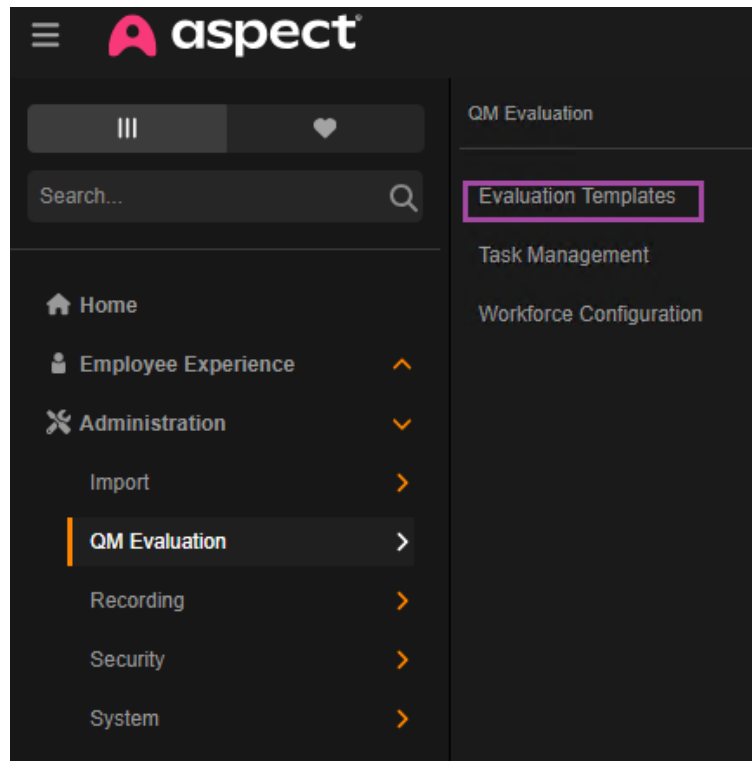 aspect
Search...
Home
Employee Experience
Administration
Import
QM Evaluation
Recording
Security
System
QM Evaluation
Evaluation Templates
Task Management
Workforce Configuration